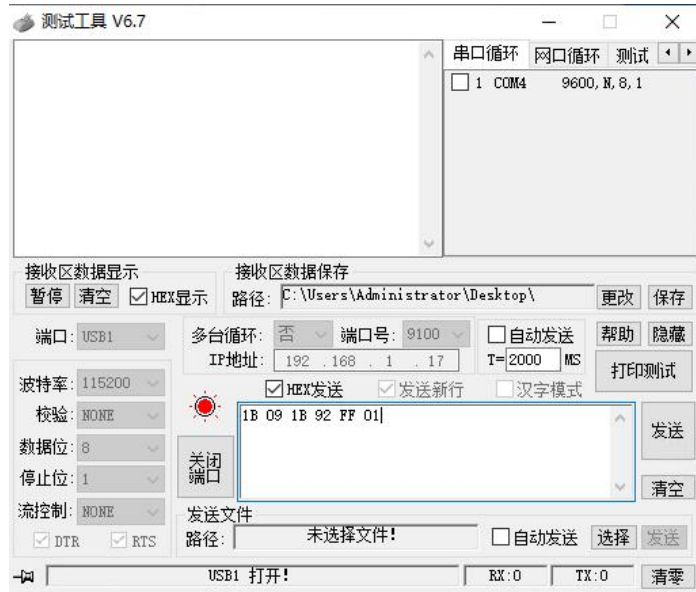 测试工具 V6.7
串口循环 网口循环 测试
1 COM4 9600, N, 8, 1
接收区数据显示
暂停 清空 HEX显示
接收区数据保存
路径: C:\Users\Administrator\Desktop\ 更改 保存
端口: USB1
多台循环: 否 端口号: 9100
IP地址: 192 .168 . 1 . 17
自动发送
T= 2000 MS
帮助 隐藏
打印测试
波特率: 115200
校验: NONE
数据位: 8
停止位: 1
流控制: NONE
DTR RTS
HEX发送 发送新行 汉字模式
1B 09 1B 92 FF 01
关闭
端口
发送
清空
发送文件
路径: 未选择文件! 自动发送 选择 发送
USB1 打开! RX:0 TX:0 清零